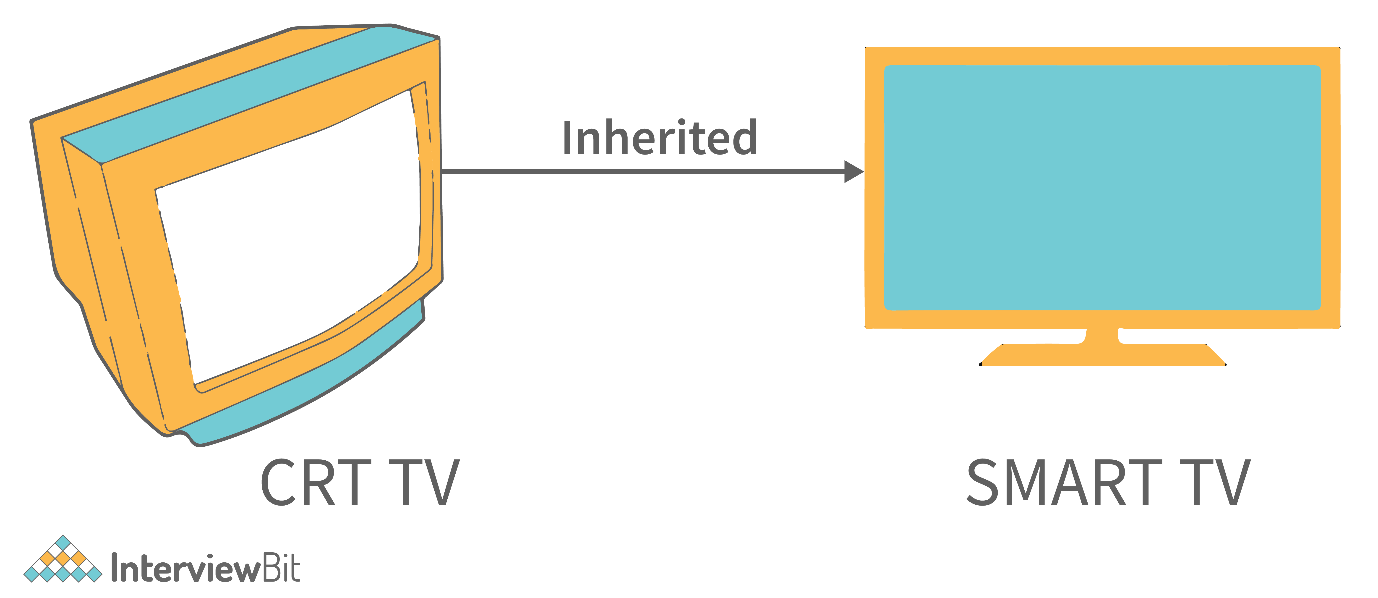 Inherited
CRT TV
SMART TV
InterviewBit